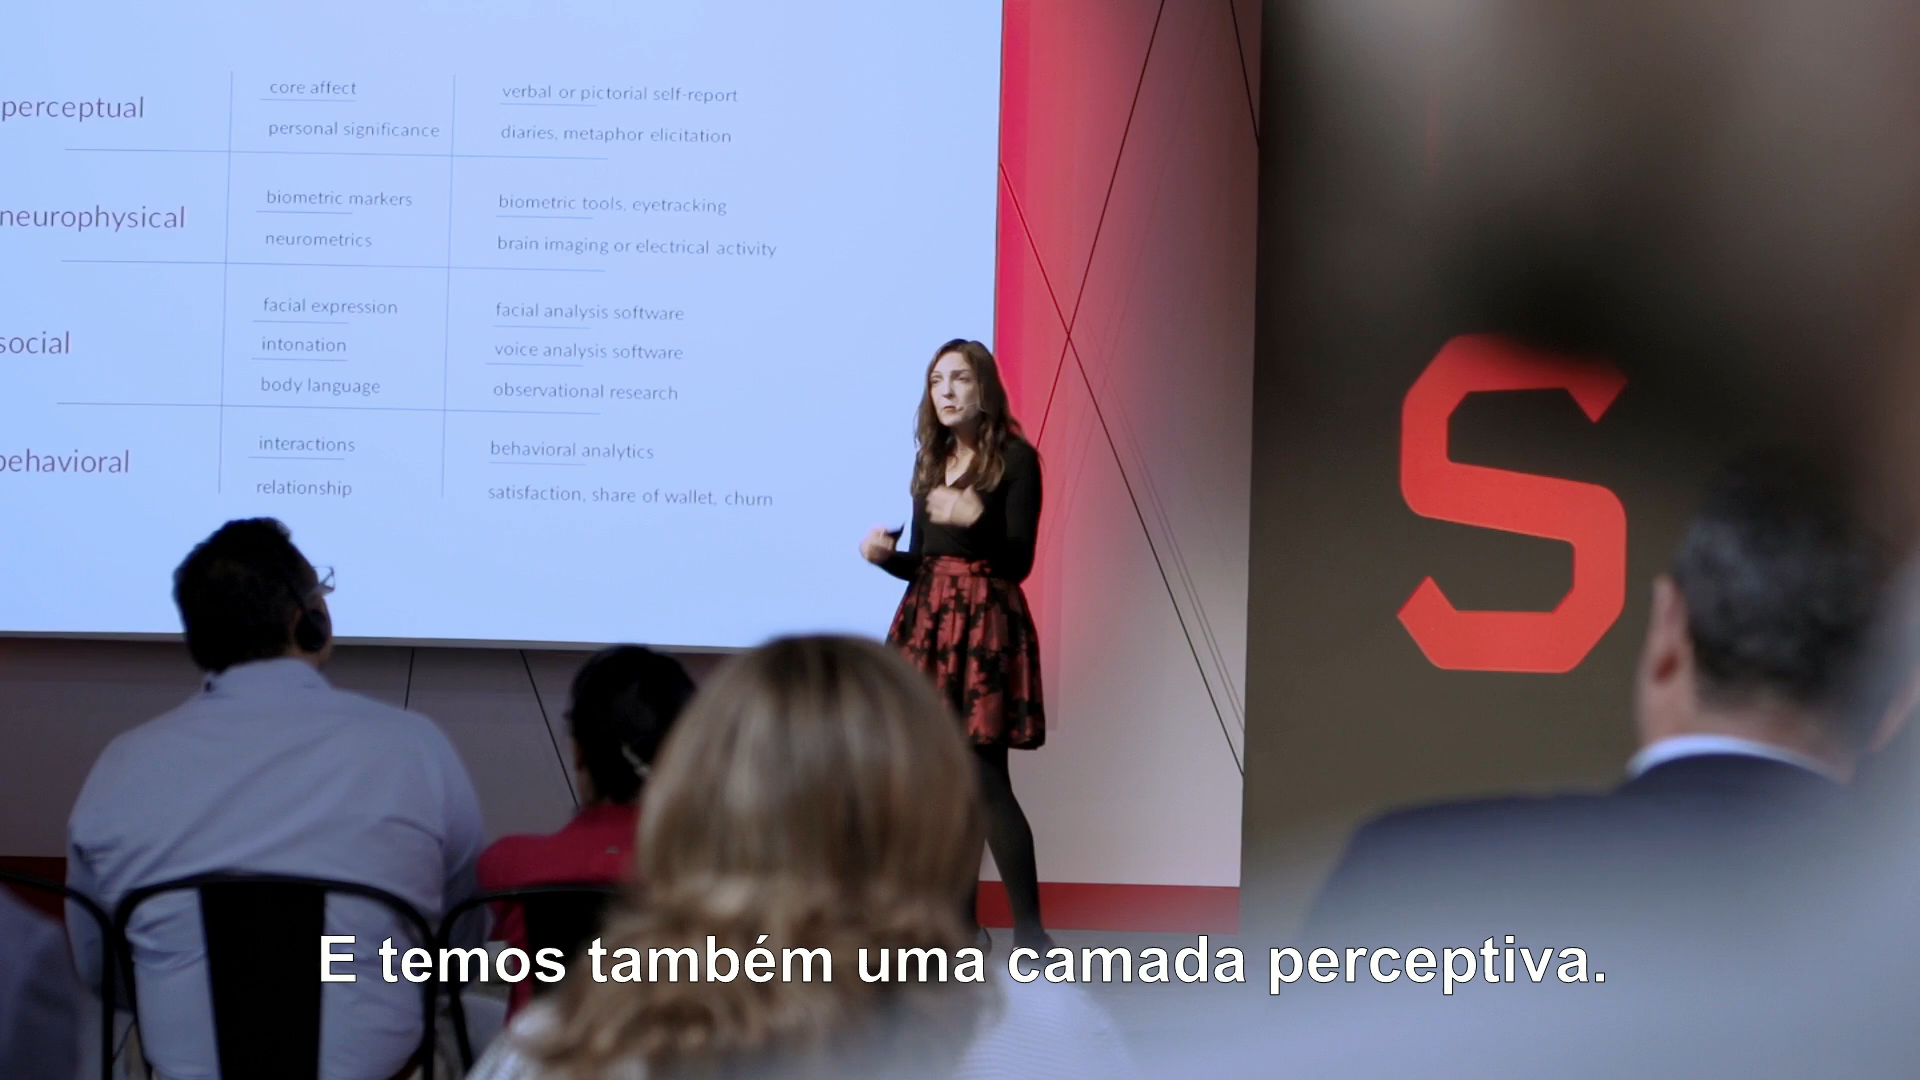 perceptual
core affect
verbal or pictorial self-report
personal significance
diaries, metaphor elicitation
neurophysical
biometric markers
biometric tools, eyetracking
neurometrics
brain imaging or electrical activity
social
facial expression
facial analysis software
intonation
voice analysis software
body language
observational research
behavioral
interactions
behavioral analytics
relationship
satisfaction, share of wallet, churn
S
E temos também uma camada perceptiva.